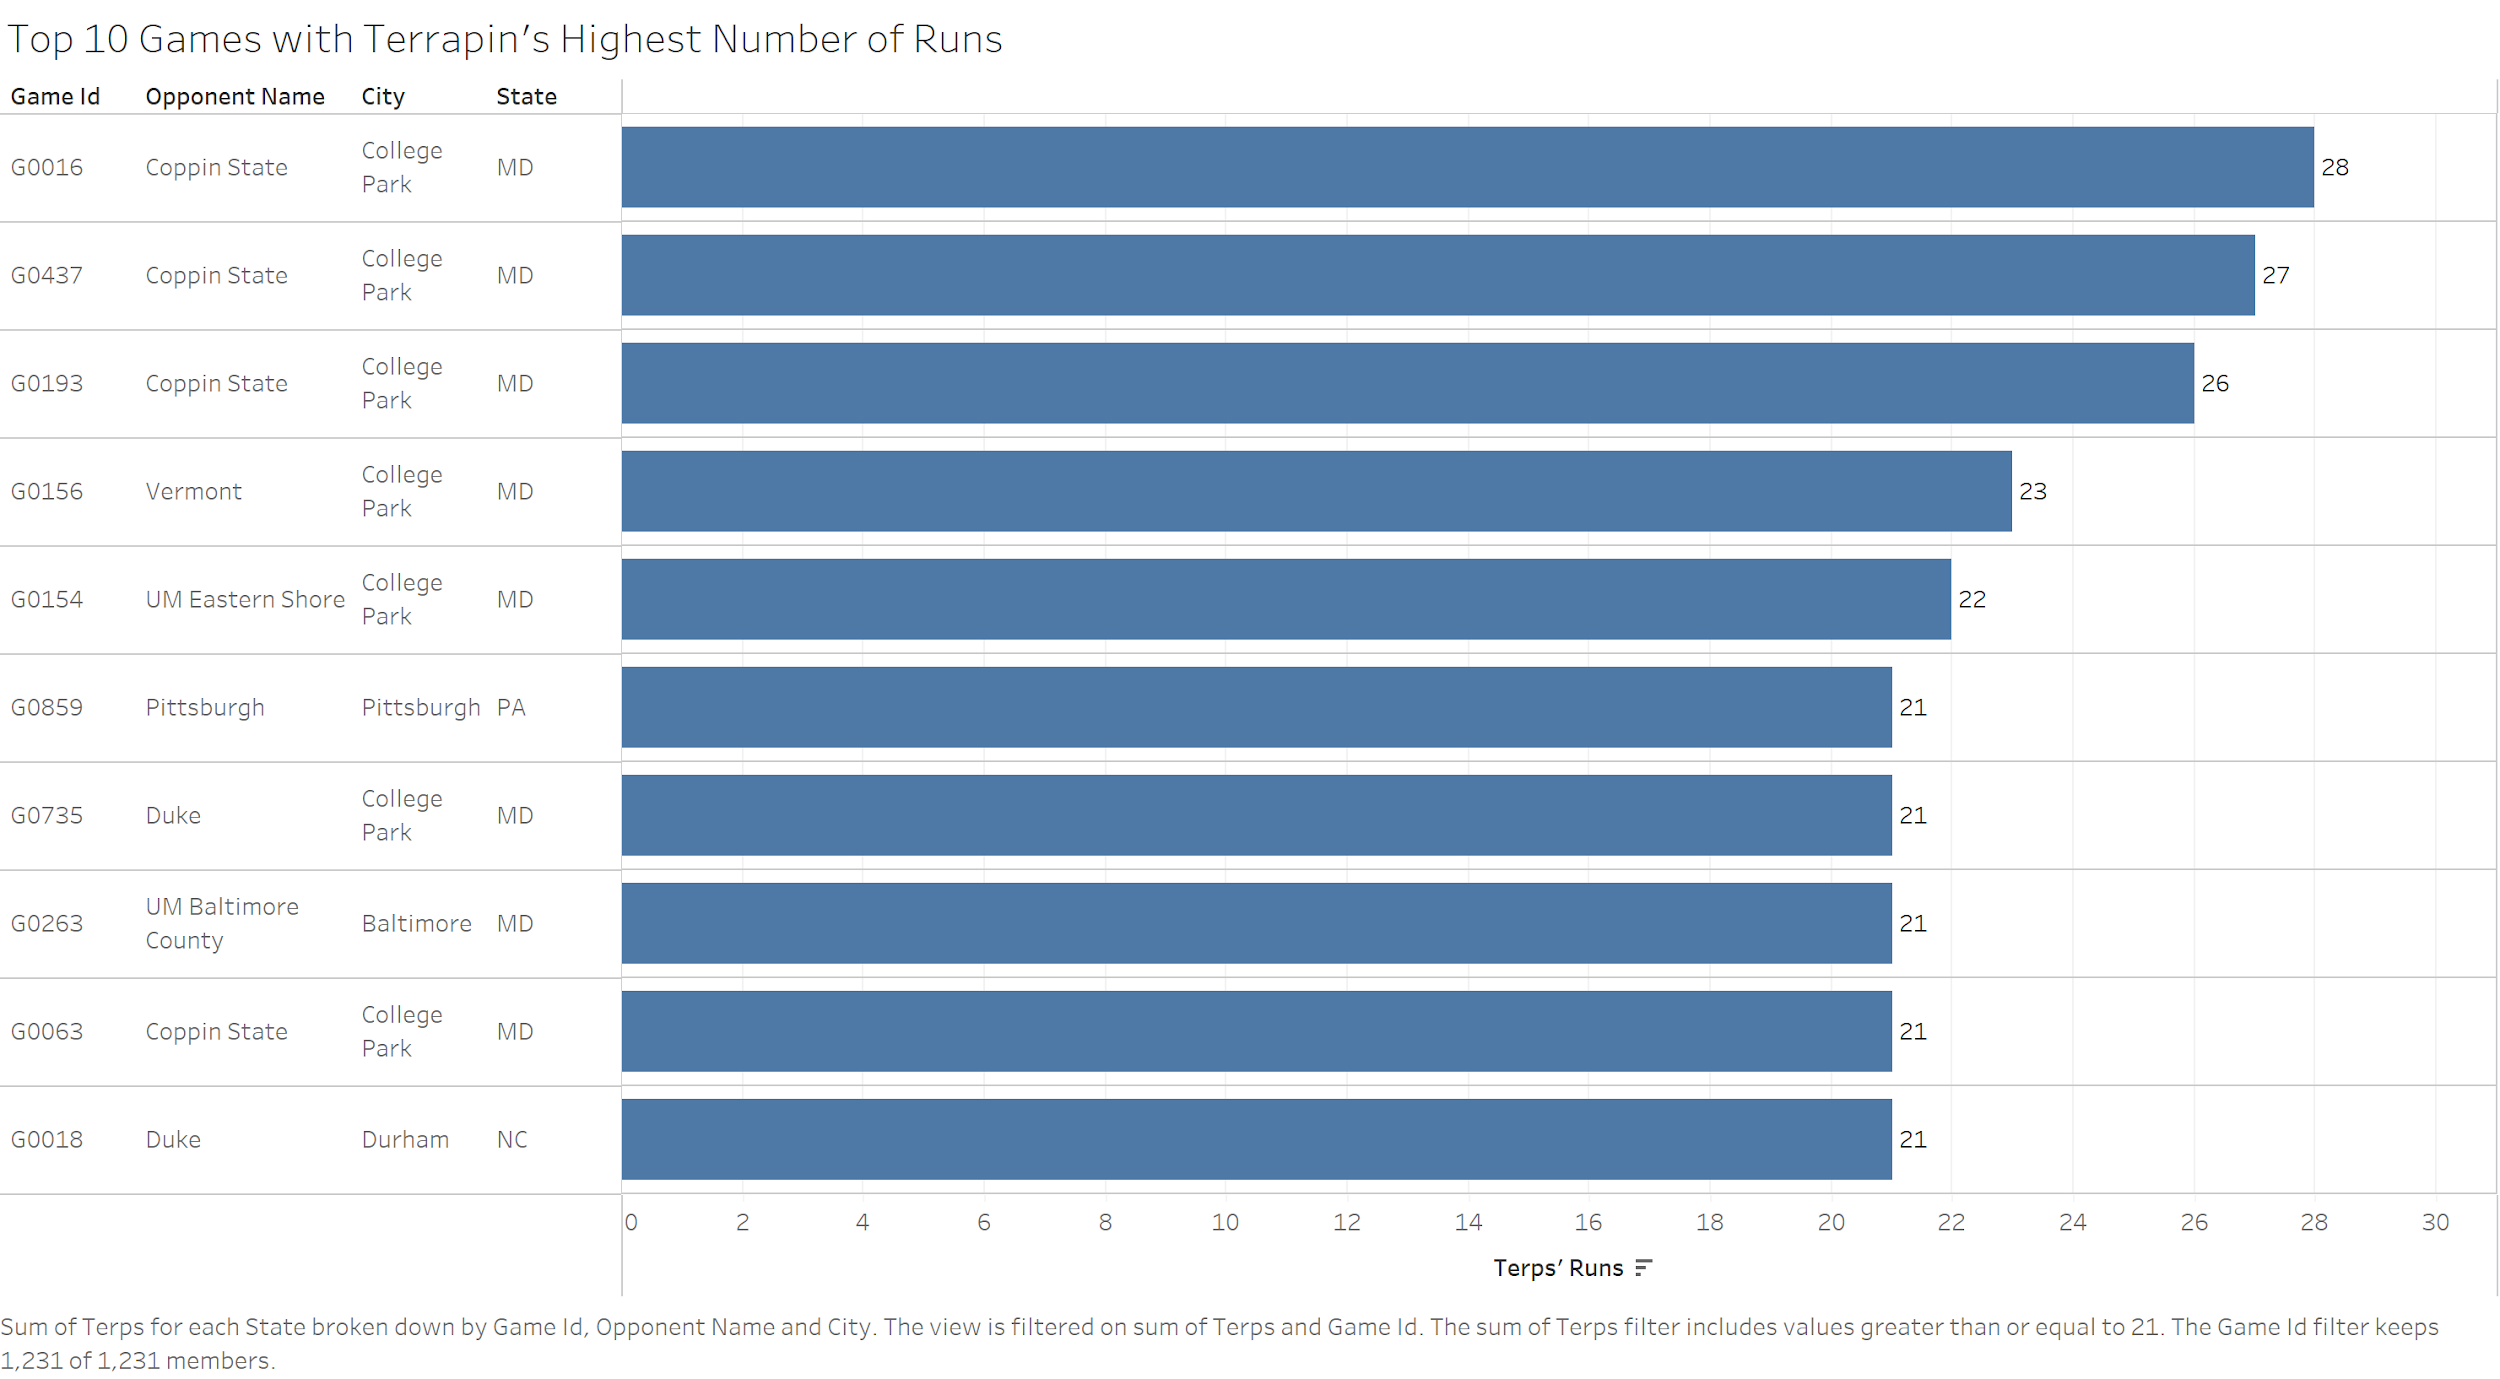 Top 10 Games with Terrapin's Highest Number of Runs
Game Id Opponent Name City State
G0016 Coppin State College Park MD 28
G0437 Coppin State College Park MD 27
G0193 Coppin State College Park MD 26
G0156 Vermont College Park MD 23
G0154 UM Eastern Shore College Park MD 22
G0859 Pittsburgh Pittsburgh PA 21
G0735 Duke College Park MD 21
G0263 UM Baltimore County Baltimore MD 21
G0063 Coppin State College Park MD 21
G0018 Duke Durham NC 21
0 2 4 6 8 10 12 14 16 18 20 22 24 26 28 30
Terps' Runs
Sum of Terps for each State broken down by Game Id, Opponent Name and City. The view is filtered on sum of Terps and Game Id. The sum of Terps filter includes values greater than or equal to 21. The Game Id filter keeps
1,231 of 1,231 members.